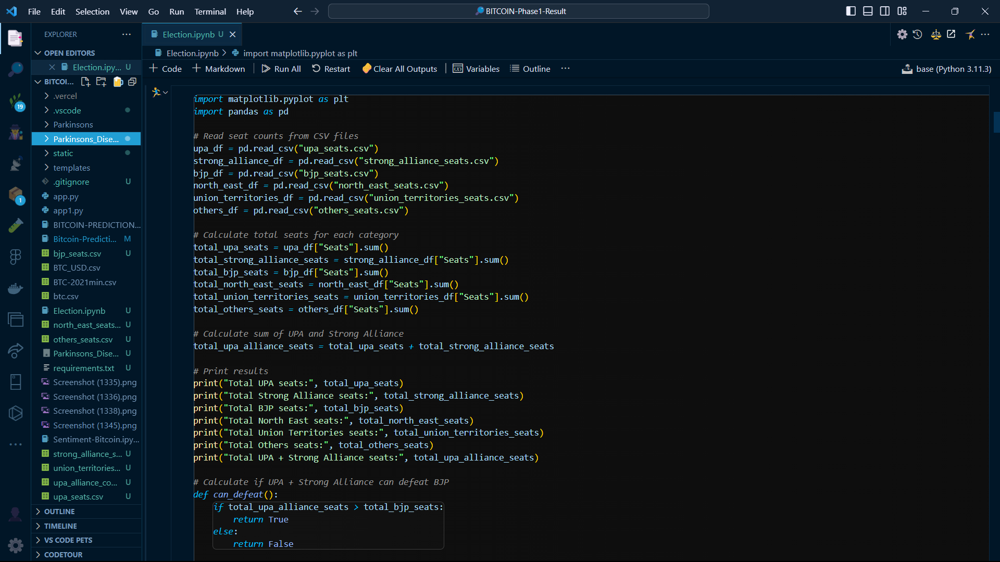 File Edit Selection View Go Run Terminal Help
BITCOIN-Phase1-Result
EXPLORER
OPEN EDITORS
Election.ipy... U
BITCOI...
.vercel
.vscode
Parkinsons
Parkinsons_Dise...
static
templates
.gitignore U
app.py
app1.py
BITCOIN-PREDICTION...
Bitcoin-Predicti... M
bjp_seats.csv U
BTC_USD.csv
BTC-2021min.csv
btc.csv
Election.ipynb U
north_east_seats... U
others_seats.csv U
Parkinsons_Dise... U
requirements.txt U
Screenshot (1335).png
Screenshot (1336).png
Screenshot (1338).png
Screenshot (1345).png
Sentiment-Bitcoin.ipy...
strong_alliance_s... U
union_territories... U
upa_alliance_co... U
upa_seats.csv U
OUTLINE
TIMELINE
VS CODE PETS
CODETOUR
19
1
Election.ipynb U
Election.ipynb > import matplotlib.pyplot as plt
+ Code + Markdown Run All Restart Clear All Outputs Variables Outline ...
base (Python 3.11.3)
import matplotlib.pyplot as plt
import pandas as pd
# Read seat counts from CSV files
upa_df = pd.read_csv("upa_seats.csv")
strong_alliance_df = pd.read_csv("strong_alliance_seats.csv")
bjp_df = pd.read_csv("bjp_seats.csv")
north_east_df = pd.read_csv("north_east_seats.csv")
union_territories_df = pd.read_csv("union_territories_seats.csv")
others_df = pd.read_csv("others_seats.csv")
# Calculate total seats for each category
total_upa_seats = upa_df["Seats"].sum()
total_strong_alliance_seats = strong_alliance_df["Seats"].sum()
total_bjp_seats = bjp_df["Seats"].sum()
total_north_east_seats = north_east_df["Seats"].sum()
total_union_territories_seats = union_territories_df["Seats"].sum()
total_others_seats = others_df["Seats"].sum()
# Calculate sum of UPA and Strong Alliance
total_upa_alliance_seats = total_upa_seats + total_strong_alliance_seats
# Print results
print("Total UPA seats:", total_upa_seats)
print("Total Strong Alliance seats:", total_strong_alliance_seats)
print("Total BJP seats:", total_bjp_seats)
print("Total North East seats:", total_north_east_seats)
print("Total Union Territories seats:", total_union_territories_seats)
print("Total Others seats:", total_others_seats)
print("Total UPA + Strong Alliance seats:", total_upa_alliance_seats)
# Calculate if UPA + Strong Alliance can defeat BJP
def can_defeat():
    if total_upa_alliance_seats > total_bjp_seats:
        return True
    else:
        return False